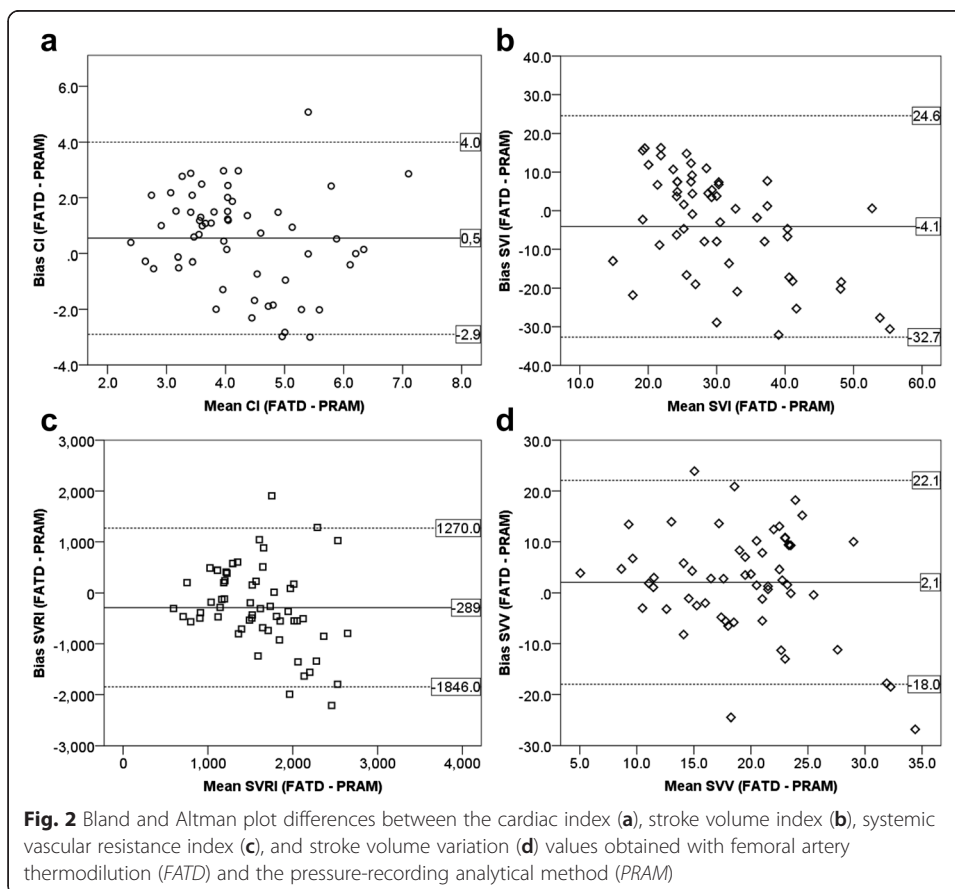 a
Bias CI (FATD - PRAM)
6.0
4.0
2.0
.0
-2.0
-4.0
4.0
0,5
-2.9
2.0 3.0 4.0 5.0 6.0 7.0 8.0
Mean CI (FATD - PRAM)
b
Bias SVI (FATD - PRAM)
40.0
30.0
20.0
10.0
.0
-10.0
-20.0
-30.0
-40.0
24.6
-4.1
-32.7
10.0 20.0 30.0 40.0 50.0 60.0
Mean SVI (FATD - PRAM)
c
Bias SVRI (FATD - PRAM)
3,000
2,000
1,000
0
-1,000
-2,000
-3,000
1270.0
-289
-1846.0
0 1,000 2,000 3,000 4,000
Mean SVRI (FATD - PRAM)
d
Bias SVV (FATD - PRAM)
30.0
20.0
10.0
.0
-10.0
-20.0
-30.0
22.1
2,1
-18.0
5.0 10.0 15.0 20.0 25.0 30.0 35.0
Mean SVV (FATD - PRAM)
Fig. 2 Bland and Altman plot differences between the cardiac index (a), stroke volume index (b), systemic
vascular resistance index (c), and stroke volume variation (d) values obtained with femoral artery
thermodilution (FATD) and the pressure-recording analytical method (PRAM)